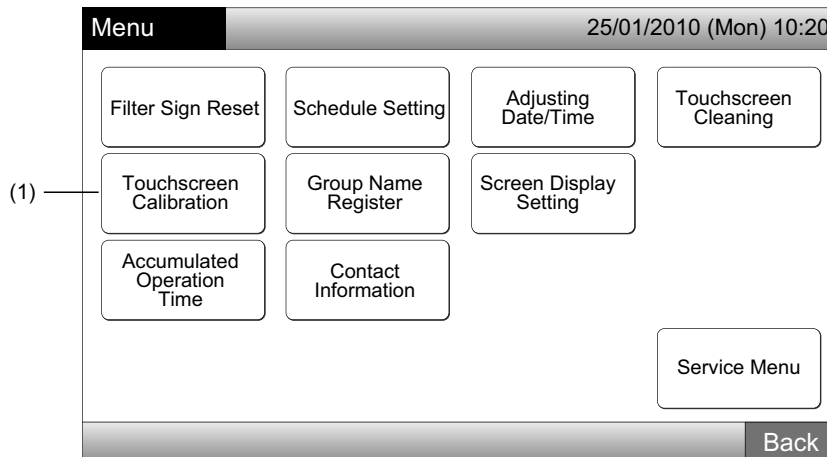 Menu
25/01/2010 (Mon) 10:20
Filter Sign Reset
Schedule Setting
Adjusting
Date/Time
Touchscreen
Cleaning
(1)
Touchscreen
Calibration
Group Name
Register
Screen Display
Setting
Accumulated
Operation
Time
Contact
Information
Service Menu
Back